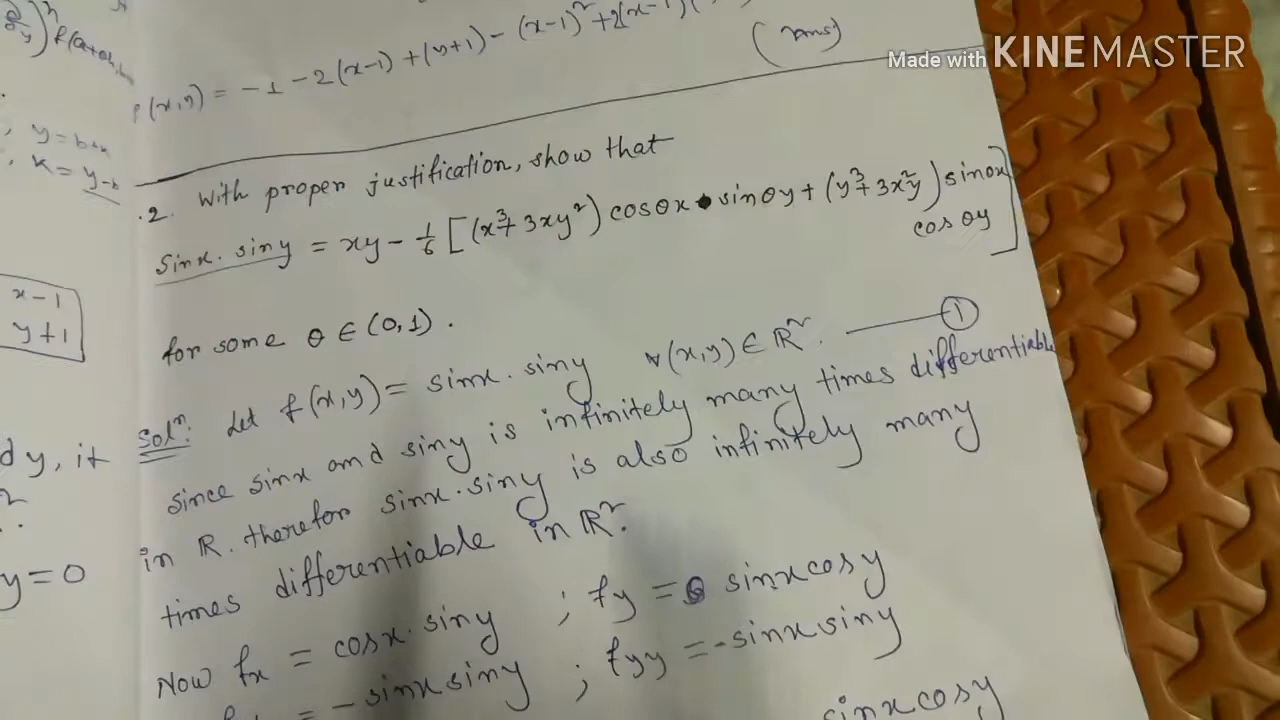 Made with KINEMASTER
f(x,y) = -1 -2(x-1) + (y+1) - (x-1)² + 2(x-1)(
(Ans)
y = b+k
k = y-b
x-1
y+1
dy, it
y=0
.2. With proper justification, show that
sinx. siny = xy - 1/6 [(x³+3xy²) cosθx • sinθy + (y³+3x²y) sinθx
cosθy]
for some θ ∈ (0,1).
Solⁿ: Let f(x,y) = sinx. siny ∀(x,y) ∈ ℝ². ——— ①
since sinx and siny is infinitely many times differentiable
in ℝ. therefor sinx.siny is also infinitely many
times differentiable in ℝ².
Now fx = cosx. siny ; fy = sinxcosy
= -sinxsiny ; fyy = -sinxsiny
sinxcosy